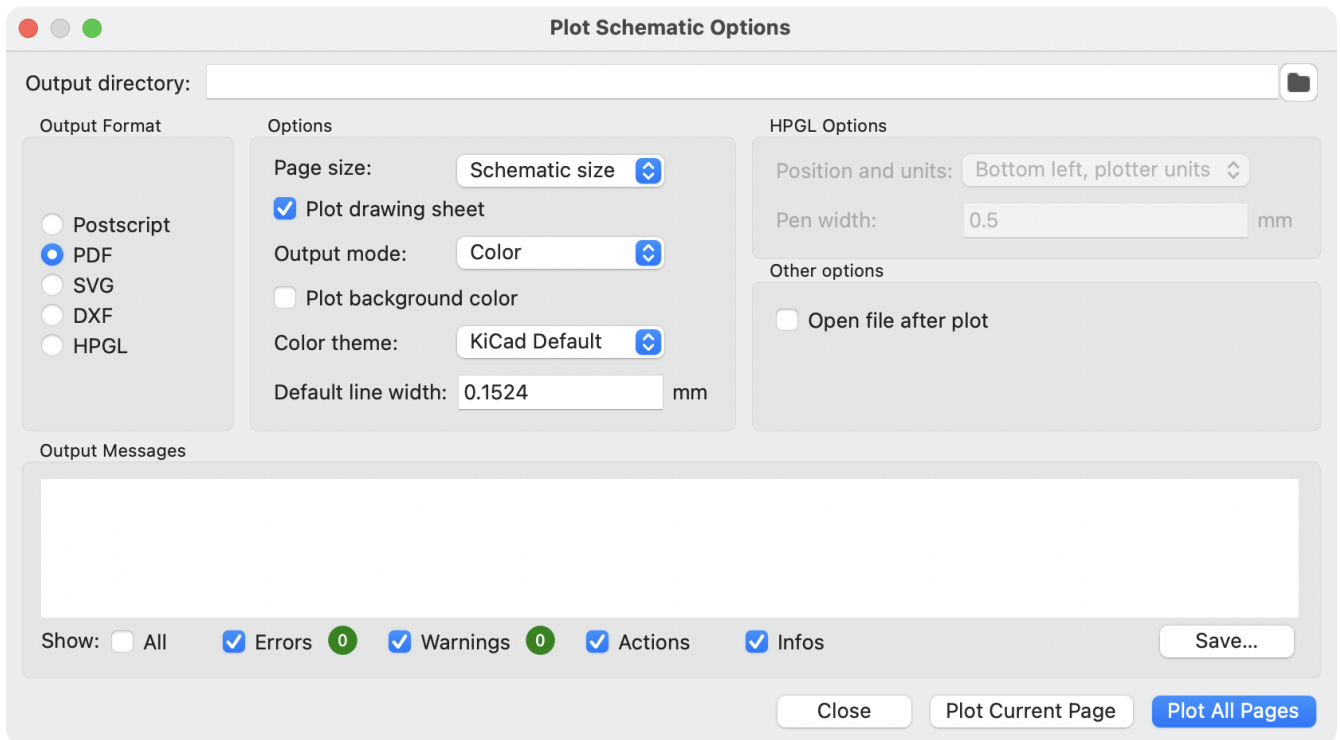 Plot Schematic Options
Output directory:
Output Format
Postscript
PDF
SVG
DXF
HPGL
Options
Page size: Schematic size
Plot drawing sheet
Output mode: Color
Plot background color
Color theme: KiCad Default
Default line width: 0.1524 mm
HPGL Options
Position and units: Bottom left, plotter units
Pen width: 0.5 mm
Other options
Open file after plot
Output Messages
Show: All Errors 0 Warnings 0 Actions Infos Save...
Close Plot Current Page Plot All Pages